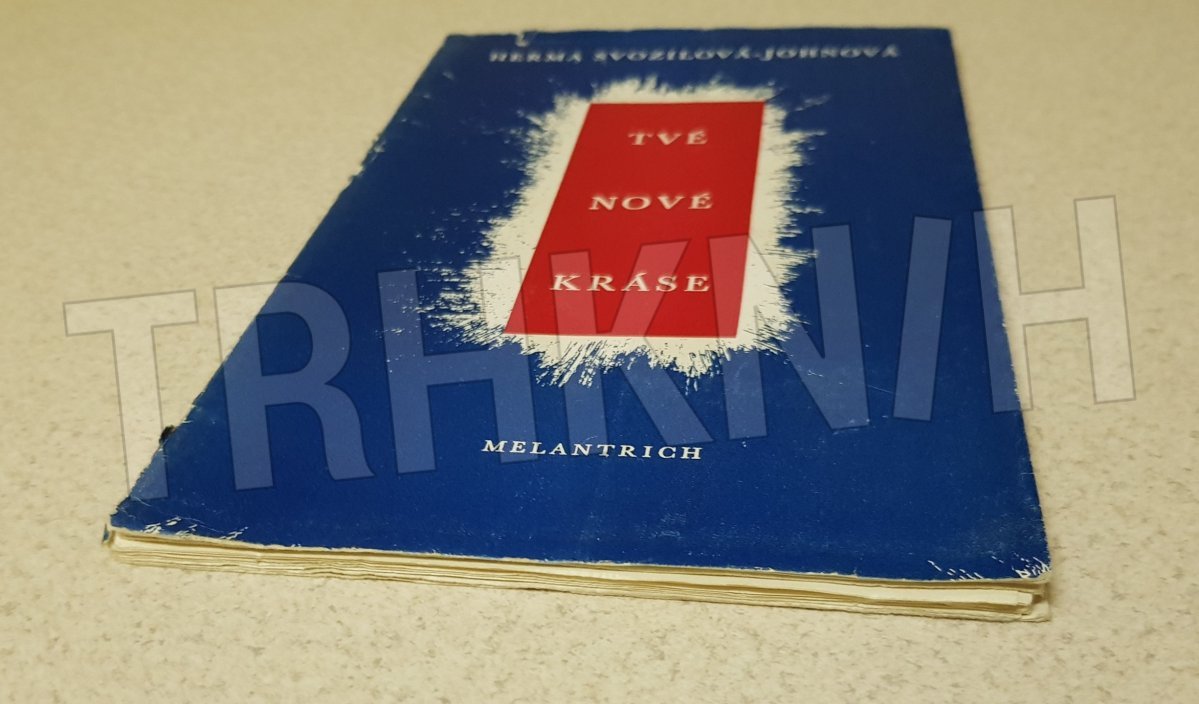 HERMA SVOZILOVÁ-JOHNOVÁ
TVÉ
NOVÉ
KRÁSE
MELANTRICH
TRHKNIH